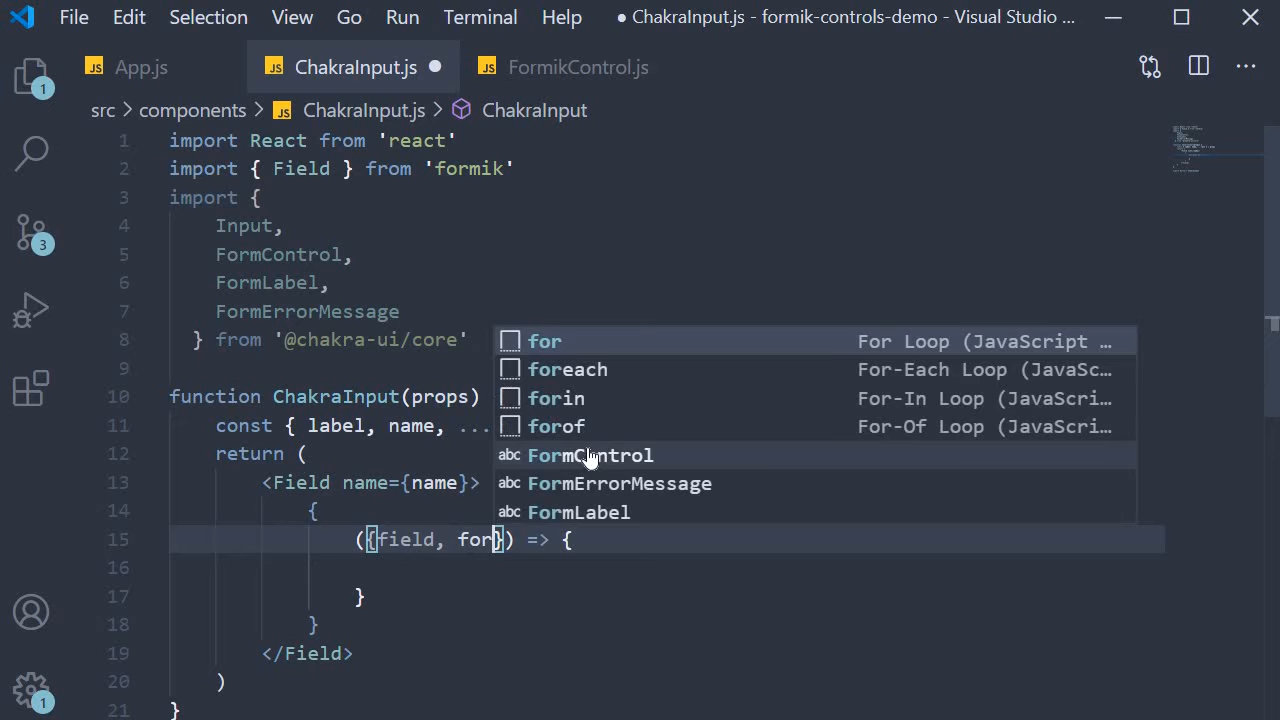 File Edit Selection View Go Run Terminal Help ● ChakraInput.js - formik-controls-demo - Visual Studio ...
JS App.js JS ChakraInput.js ● JS FormikControl.js ...
src > components > JS ChakraInput.js > ChakraInput
1 import React from 'react'
2 import { Field } from 'formik'
3 import {
4 Input,
5 FormControl,
6 FormLabel,
7 FormErrorMessage
8 } from '@chakra-ui/core'
9
10 function ChakraInput(props)
11 const { label, name, ...
12 return (
13 <Field name={name}>
14 {
15 ({field, for}) => {
16
17 }
18 }
19 </Field>
20 )
21 }
for For Loop (JavaScript …
foreach For-Each Loop (JavaSc…
forin For-In Loop (JavaScri…
forof For-Of Loop (JavaScri…
abc FormControl
abc FormErrorMessage
abc FormLabel
1
3
1